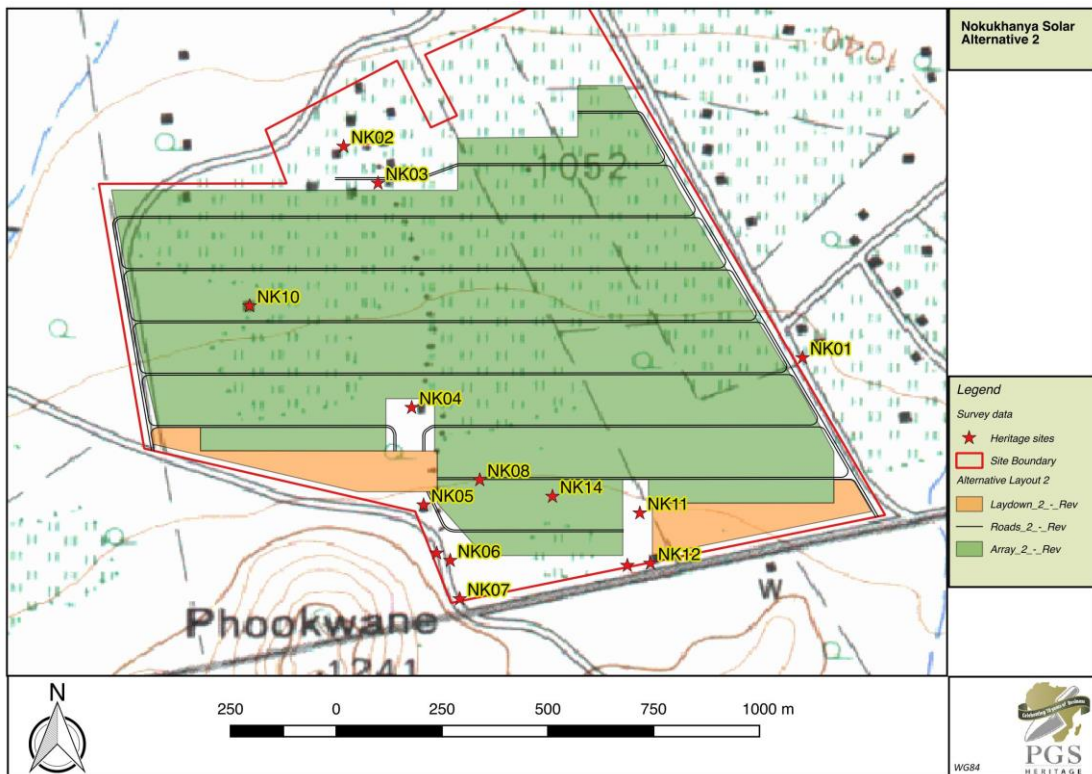 Nokukhanya Solar
Alternative 2
1040
NK02
NK03
1052
NK10
NK01
NK04
NK08
NK14
NK05
NK11
NK06
NK12
NK07
W
Phookwane
1241
Legend
Survey data
Heritage sites
Site Boundary
Alternative Layout 2
Laydown_2_-_Rev
Roads_2_-_Rev
Array_2_-_Rev
N
250 0 250 500 750 1000 m
WG84
PGS
HERITAGE